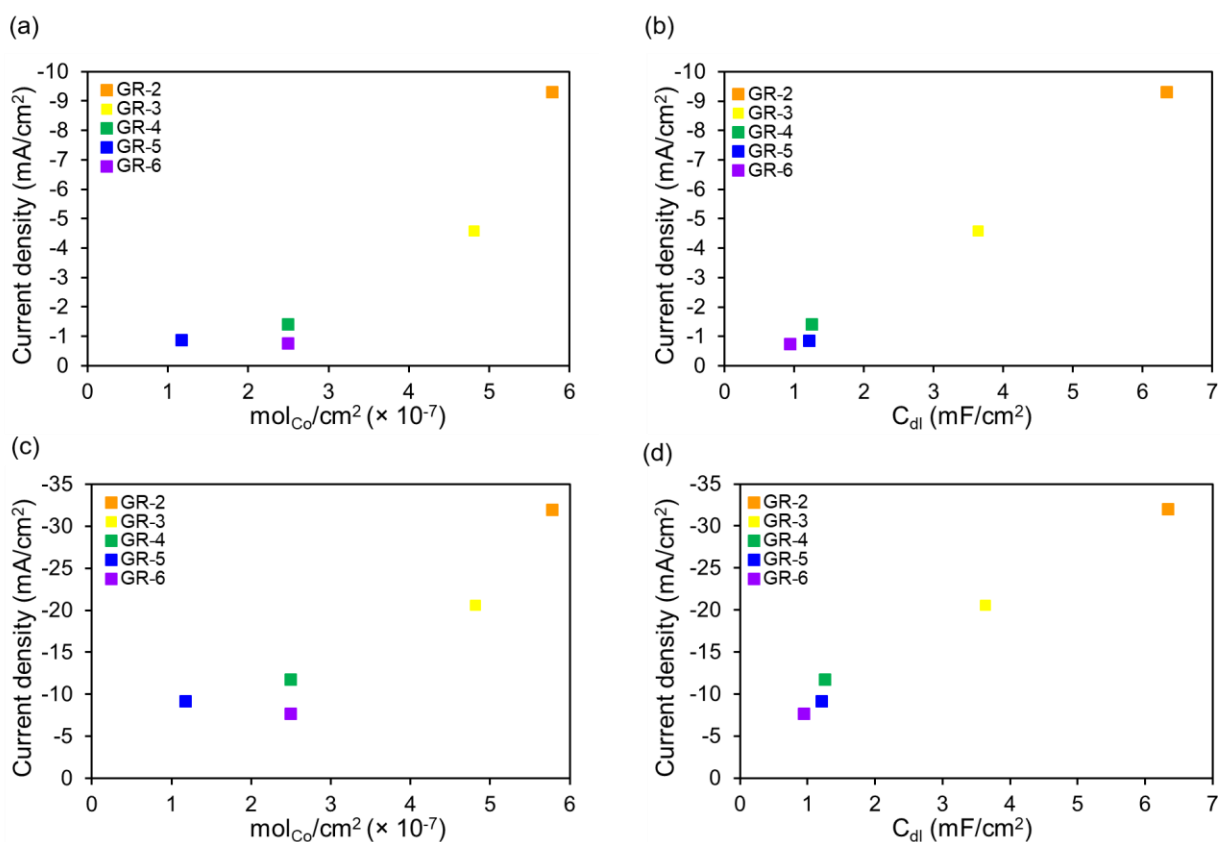 (a)
-10
-9
-8
-7
-6
-5
-4
-3
-2
-1
0
Current density (mA/cm²)
GR-2
GR-3
GR-4
GR-5
GR-6
0 1 2 3 4 5 6
mol_Co/cm² (× 10⁻⁷)
(b)
-10
-9
-8
-7
-6
-5
-4
-3
-2
-1
0
Current density (mA/cm²)
GR-2
GR-3
GR-4
GR-5
GR-6
0 1 2 3 4 5 6 7
C_dl (mF/cm²)
(c)
-35
-30
-25
-20
-15
-10
-5
0
Current density (mA/cm²)
GR-2
GR-3
GR-4
GR-5
GR-6
0 1 2 3 4 5 6
mol_Co/cm² (× 10⁻⁷)
(d)
-35
-30
-25
-20
-15
-10
-5
0
Current density (mA/cm²)
GR-2
GR-3
GR-4
GR-5
GR-6
0 1 2 3 4 5 6 7
C_dl (mF/cm²)